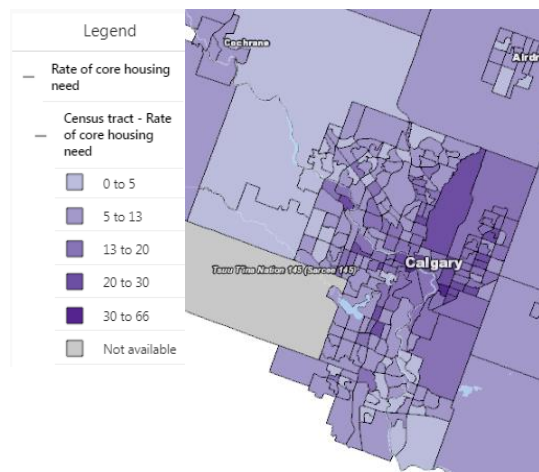 Legend
Rate of core housing
need
Census tract - Rate
of core housing
need
0 to 5
5 to 13
13 to 20
20 to 30
30 to 66
Not available
Cochrane
Airdr
Tsuu T'ina Nation 145 (Sarcee 145)
Calgary